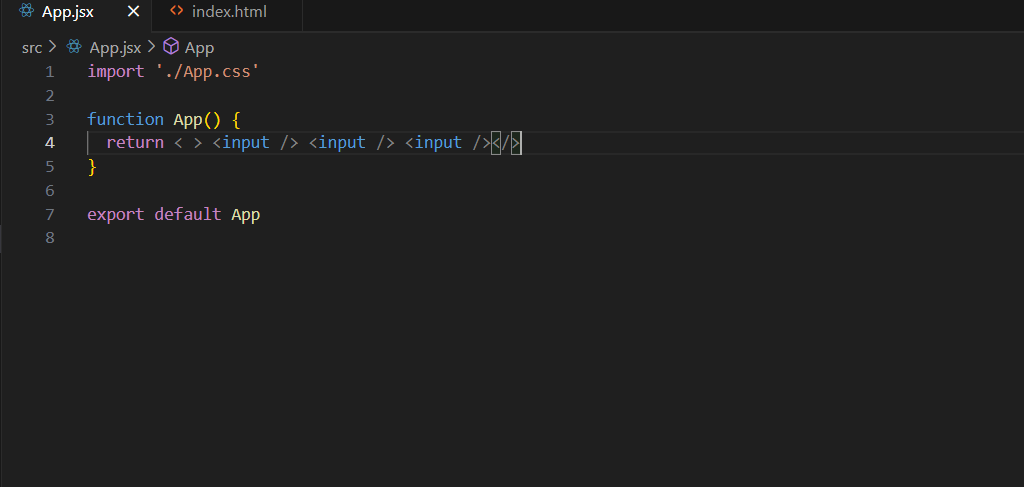 App.jsx index.html
src App.jsx App
1 import './App.css'
2
3 function App() {
4 return < > <input /> <input /> <input /></>
5 }
6
7 export default App
8